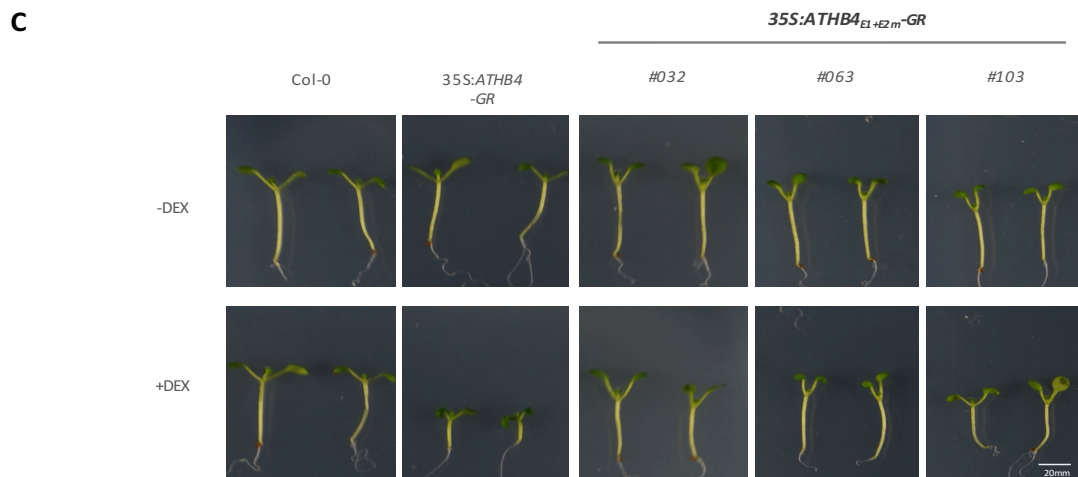 C
35S:ATHB4E1+E2m-GR
Col-0
35S:ATHB4
-GR
#032
#063
#103
-DEX
+DEX
20mm